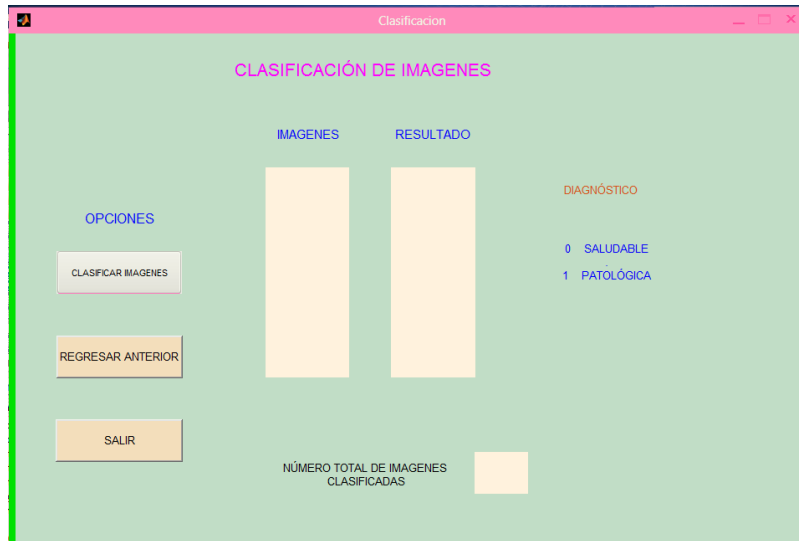 Clasificacion
CLASIFICACIÓN DE IMAGENES
IMAGENES RESULTADO
DIAGNÓSTICO
OPCIONES
0 SALUDABLE
CLASIFICAR IMAGENES
1 PATOLÓGICA
REGRESAR ANTERIOR
SALIR
NÚMERO TOTAL DE IMAGENES
CLASIFICADAS